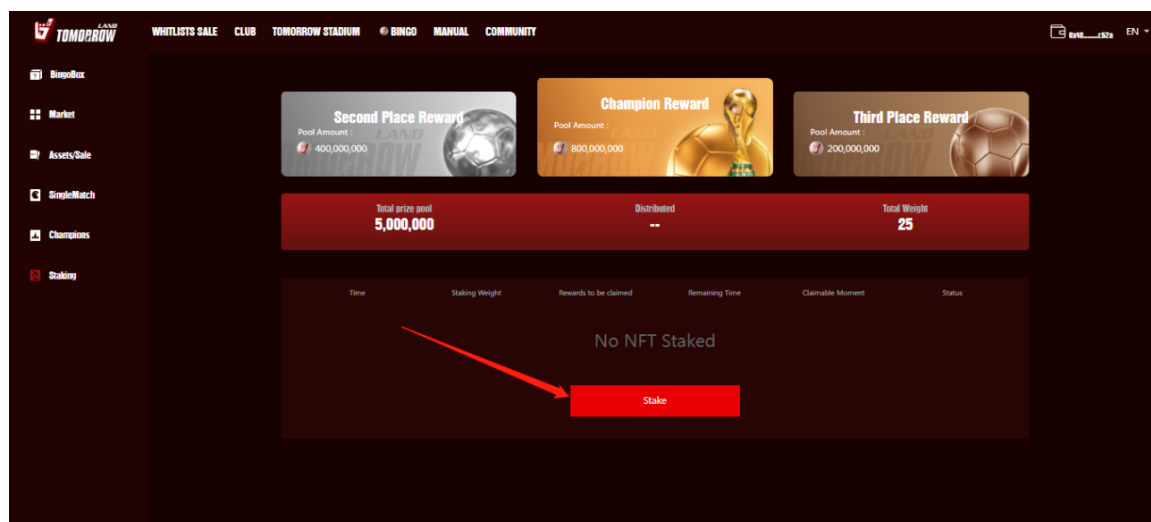 LAND
TOMORROW
WHITLISTS SALE CLUB TOMORROW STADIUM BINGO MANUAL COMMUNITY
EN
BingoBox
Market
Assets/Sale
SingleMatch
Champions
Staking
Second Place Reward
Pool Amount :
400,000,000
Champion Reward
Pool Amount :
800,000,000
Third Place Reward
Pool Amount :
200,000,000
Total prize pool
5,000,000
Distributed
--
Total Weight
25
Time Staking Weight Rewards to be claimed Remaining Time Claimable Moment Status
No NFT Staked
Stake